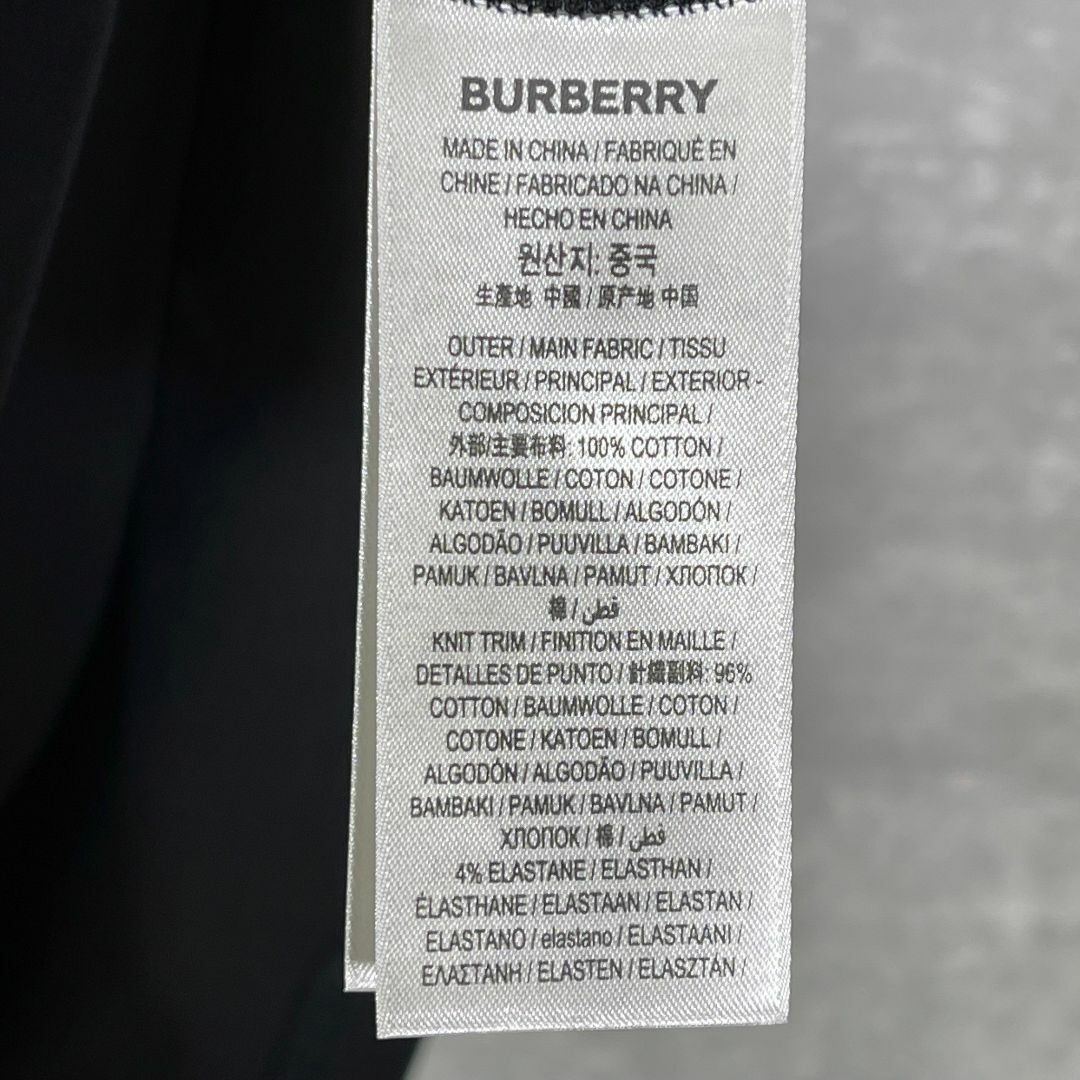 BURBERRY
MADE IN CHINA / FABRIQUÉ EN
CHINE / FABRICADO NA CHINA /
HECHO EN CHINA
원산지: 중국
生產地 中國 / 原产地 中国
OUTER / MAIN FABRIC / TISSU
EXTÉRIEUR / PRINCIPAL / EXTERIOR -
COMPOSICION PRINCIPAL /
外部/主要布料: 100% COTTON /
BAUMWOLLE / COTON / COTONE /
KATOEN / BOMULL / ALGODÓN /
ALGODÃO / PUUVILLA / BAMBAKI /
PAMUK / BAVLNA / PAMUT / ХЛОПОК /
棉 / قطن
KNIT TRIM / FINITION EN MAILLE /
DETALLES DE PUNTO / 針織副料: 96%
COTTON / BAUMWOLLE / COTON /
COTONE / KATOEN / BOMULL /
ALGODÓN / ALGODÃO / PUUVILLA /
BAMBAKI / PAMUK / BAVLNA / PAMUT /
ХЛОПОК / 棉 / قطن
4% ELASTANE / ELASTHAN /
ÉLASTHANE / ELASTAAN / ELASTAN /
ELASTANO / elastano / ELASTAANI /
ΕΛΑΣΤΑΝΗ / ELASTEN / ELASZTÁN /